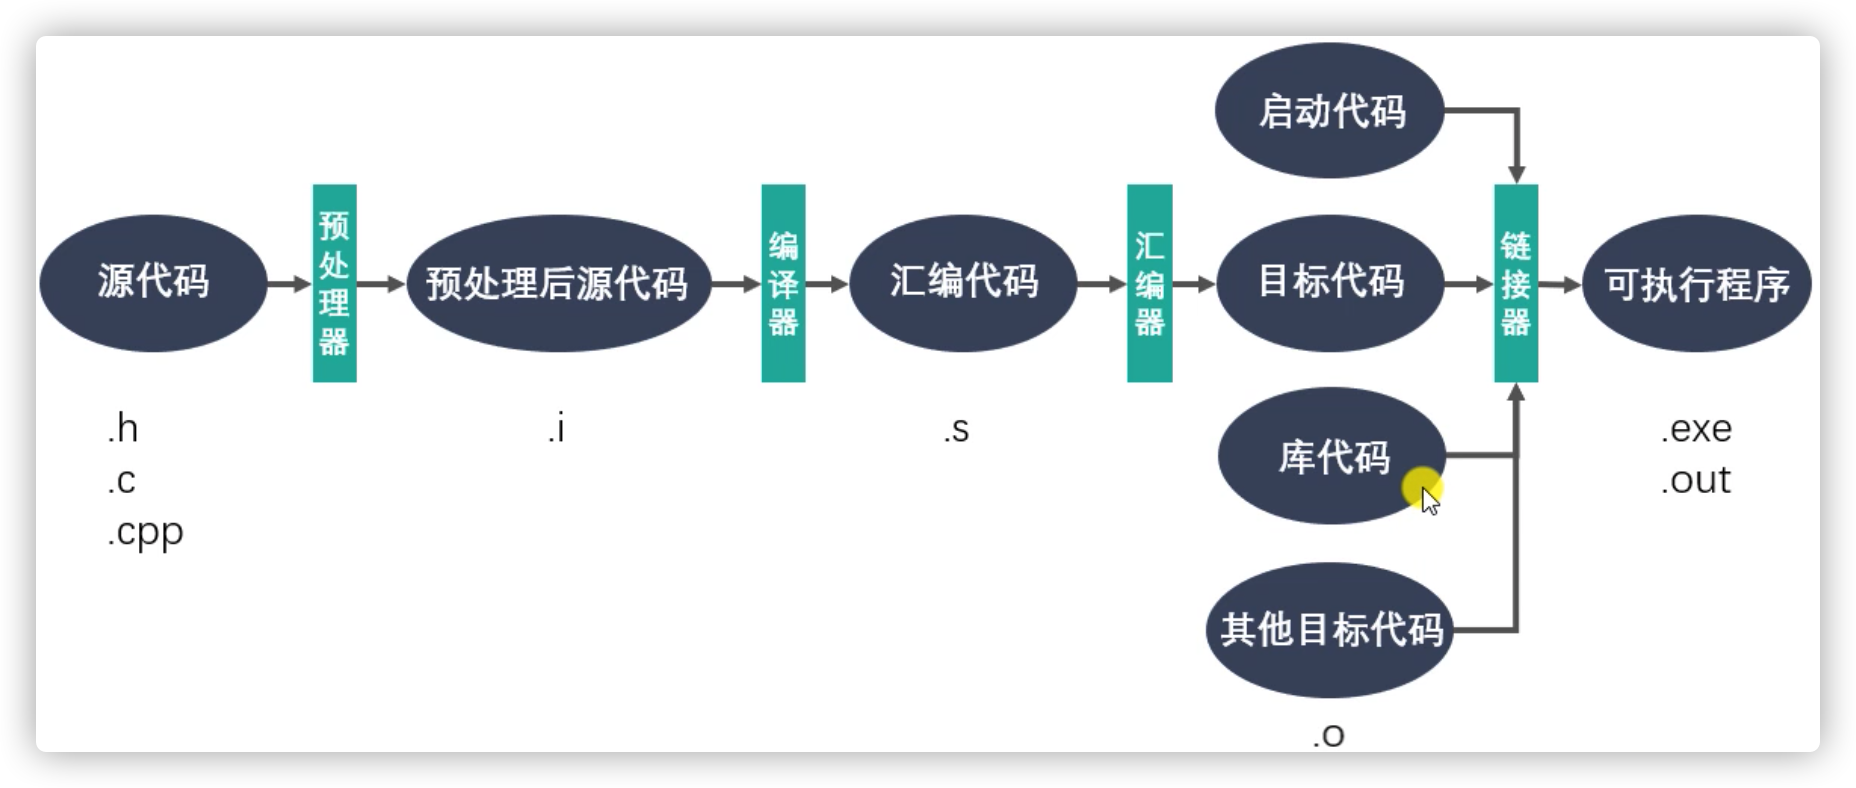 启动代码
源代码
预处理器
预处理后源代码
编译器
汇编代码
汇编器
目标代码
链接器
可执行程序
.h
.c
.cpp
.i
.s
库代码
.exe
.out
其他目标代码
.o